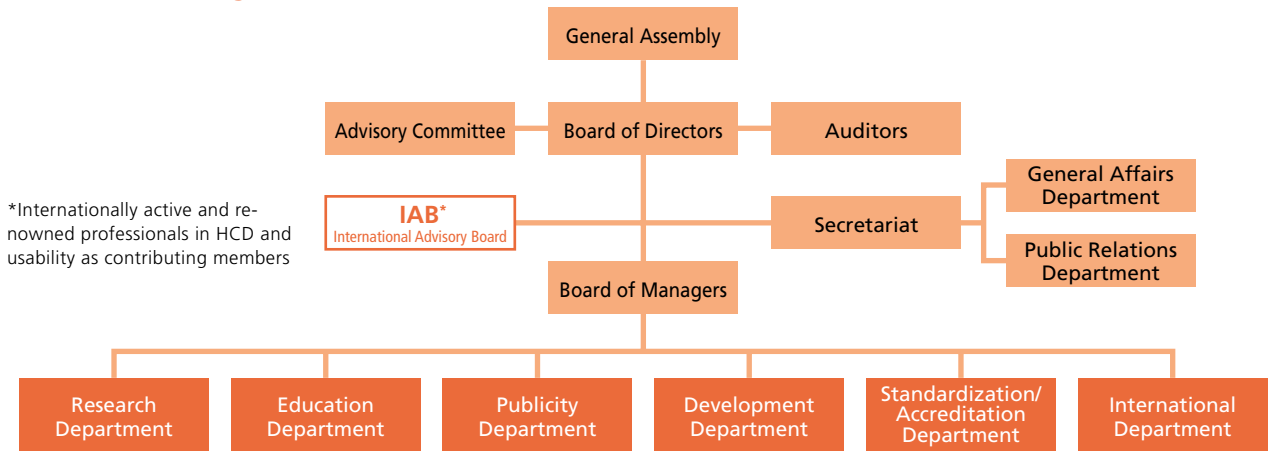 General Assembly
Advisory Committee
Board of Directors
Auditors
*Internationally active and re-
nowned professionals in HCD and
usability as contributing members
IAB*
International Advisory Board
Secretariat
General Affairs
Department
Public Relations
Department
Board of Managers
Research
Department
Education
Department
Publicity
Department
Development
Department
Standardization/
Accreditation
Department
International
Department